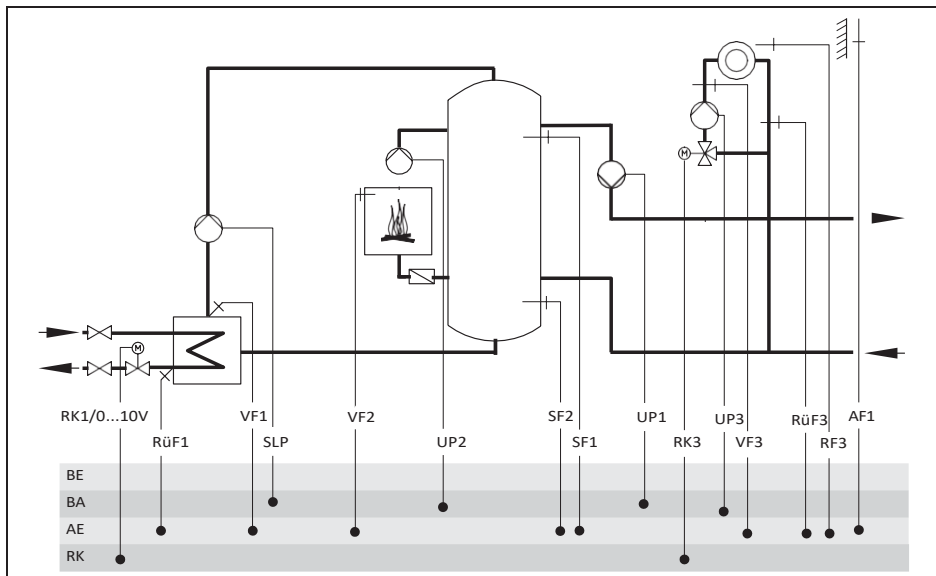 M
M
RK1/0...10V
VF1
VF2
SF2
UP1
UP3
RüF3
AF1
RüF1
SLP
UP2
SF1
RK3
VF3
RF3
BE
BA
AE
RK